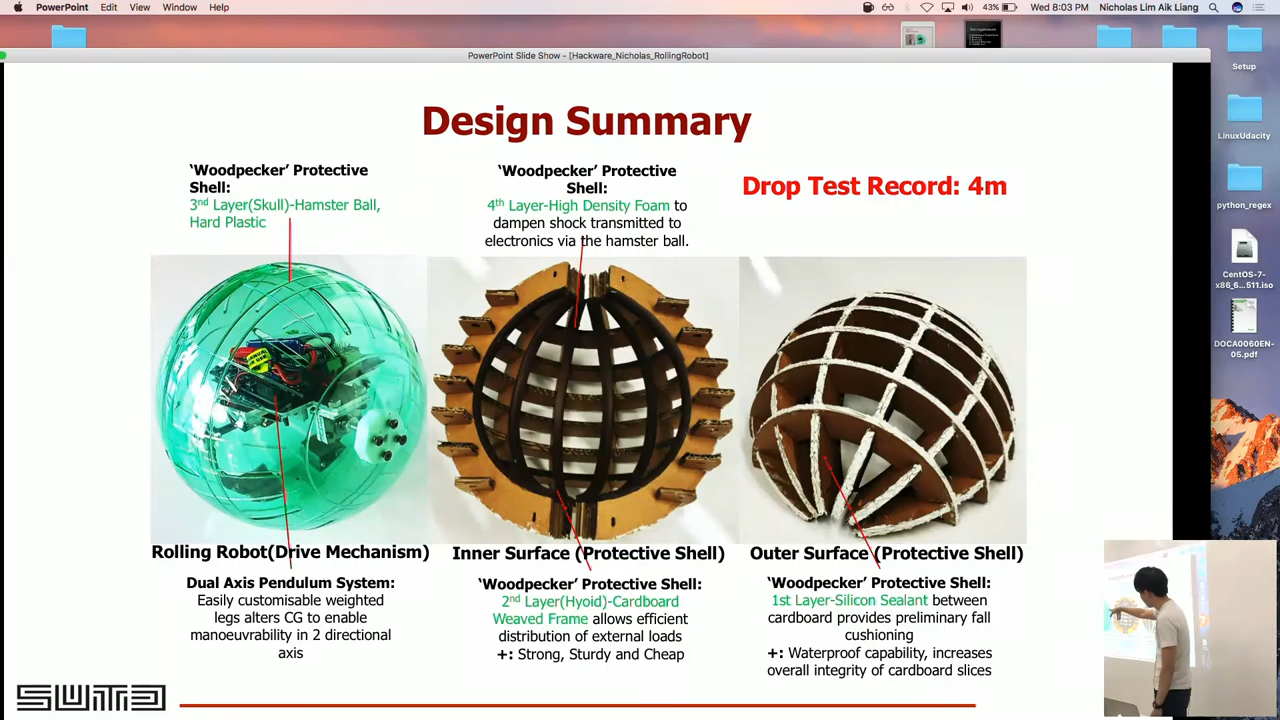 PowerPoint File Edit View Window Help
43% Wed 8:03 PM Nicholas Lim Aik Liang
PowerPoint Slide Show - [Hackware_Nicholas_RollingRobot]
Setup
LinuxUdacity
python_regex
CentOS-7-
x86_6...511.iso
DOCA0060EN-
05.pdf
Design Summary
‘Woodpecker’ Protective
Shell:
3nd Layer(Skull)-Hamster Ball,
Hard Plastic
‘Woodpecker’ Protective
Shell:
4th Layer-High Density Foam to
dampen shock transmitted to
electronics via the hamster ball.
Drop Test Record: 4m
Rolling Robot(Drive Mechanism)
Dual Axis Pendulum System:
Easily customisable weighted
legs alters CG to enable
manoeuvrability in 2 directional
axis
Inner Surface (Protective Shell)
‘Woodpecker’ Protective Shell:
2nd Layer(Hyoid)-Cardboard
Weaved Frame allows efficient
distribution of external loads
+: Strong, Sturdy and Cheap
Outer Surface (Protective Shell)
‘Woodpecker’ Protective Shell:
1st Layer-Silicon Sealant between
cardboard provides preliminary fall
cushioning
+: Waterproof capability, increases
overall integrity of cardboard slices
SUTD